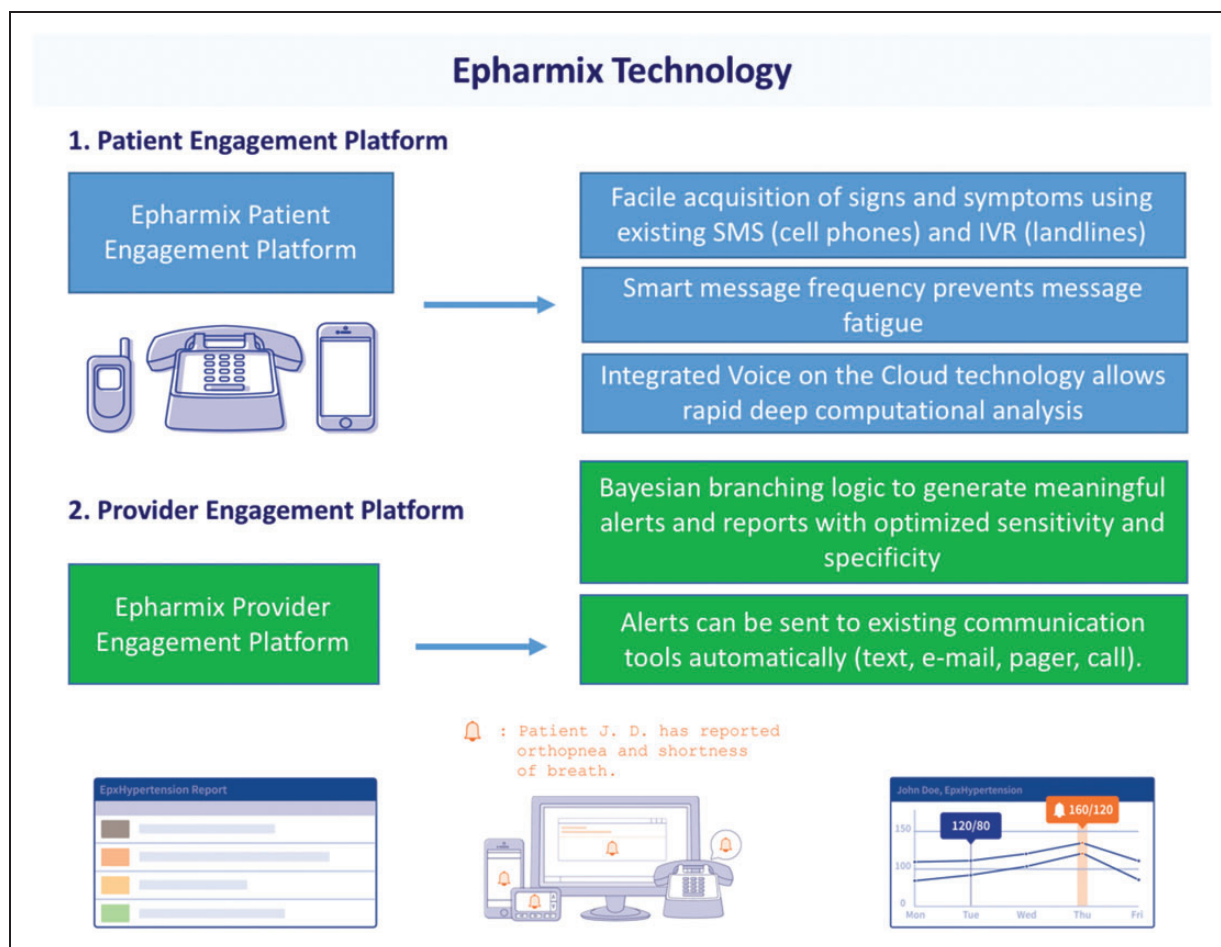 Epharmix Technology
1. Patient Engagement Platform
Epharmix Patient
Engagement Platform
Facile acquisition of signs and symptoms using
existing SMS (cell phones) and IVR (landlines)
Smart message frequency prevents message
fatigue
Integrated Voice on the Cloud technology allows
rapid deep computational analysis
2. Provider Engagement Platform
Epharmix Provider
Engagement Platform
Bayesian branching logic to generate meaningful
alerts and reports with optimized sensitivity and
specificity
Alerts can be sent to existing communication
tools automatically (text, e-mail, pager, call).
: Patient J. D. has reported
orthopnea and shortness
of breath.
EpxHypertension Report
John Doe, EpxHypertension
160/120
120/80
150
100
0
Mon Tue Wed Thu Fri